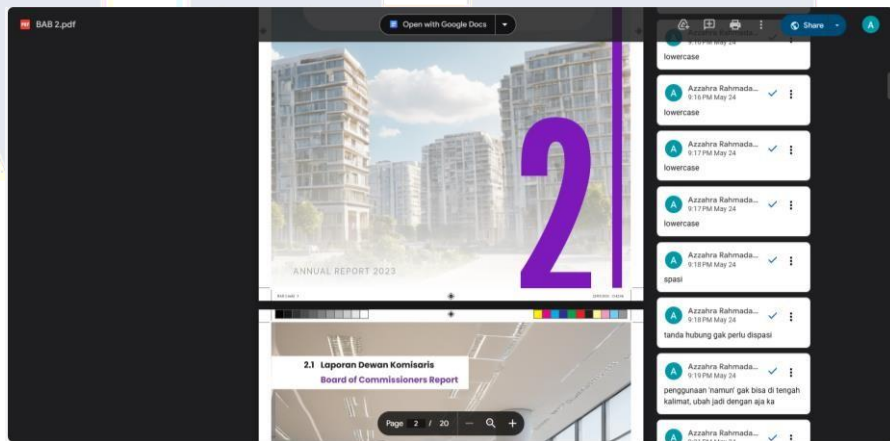 PDF
BAB 2.pdf
Open with Google Docs
Share
A
2
ANNUAL REPORT 2023
2.1 Laporan Dewan Komisaris
Board of Commissioners Report
Page 2 / 20
lowercase
A
Azzahra Rahmada...
9:16 PM May 24
lowercase
A
Azzahra Rahmada...
9:17 PM May 24
lowercase
A
Azzahra Rahmada...
9:17 PM May 24
lowercase
A
Azzahra Rahmada...
9:18 PM May 24
spasi
A
Azzahra Rahmada...
9:18 PM May 24
tanda hubung gak perlu dispasi
A
Azzahra Rahmada...
9:19 PM May 24
penggunaan 'namun' gak bisa di tengah
kalimat, ubah jadi dengan aja ka
A
Azzahra Rahmada...